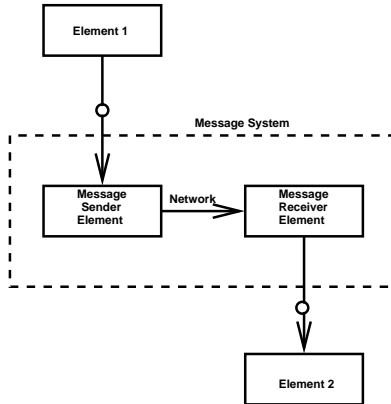 Element 1
Message System
Message
Sender
Element
Network
Message
Receiver
Element
Element 2